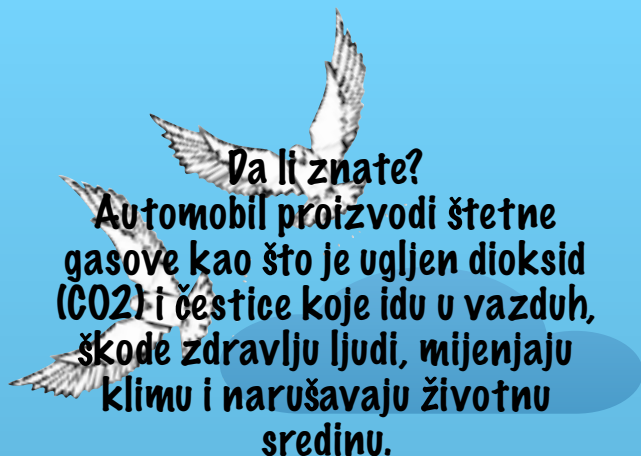 Da li znate?
Automobil proizvodi štetne
gasove kao što je ugljen dioksid
(CO2) i čestice koje idu u vazduh,
škode zdravlju ljudi, mijenjaju
klimu i narušavaju životnu
sredinu.